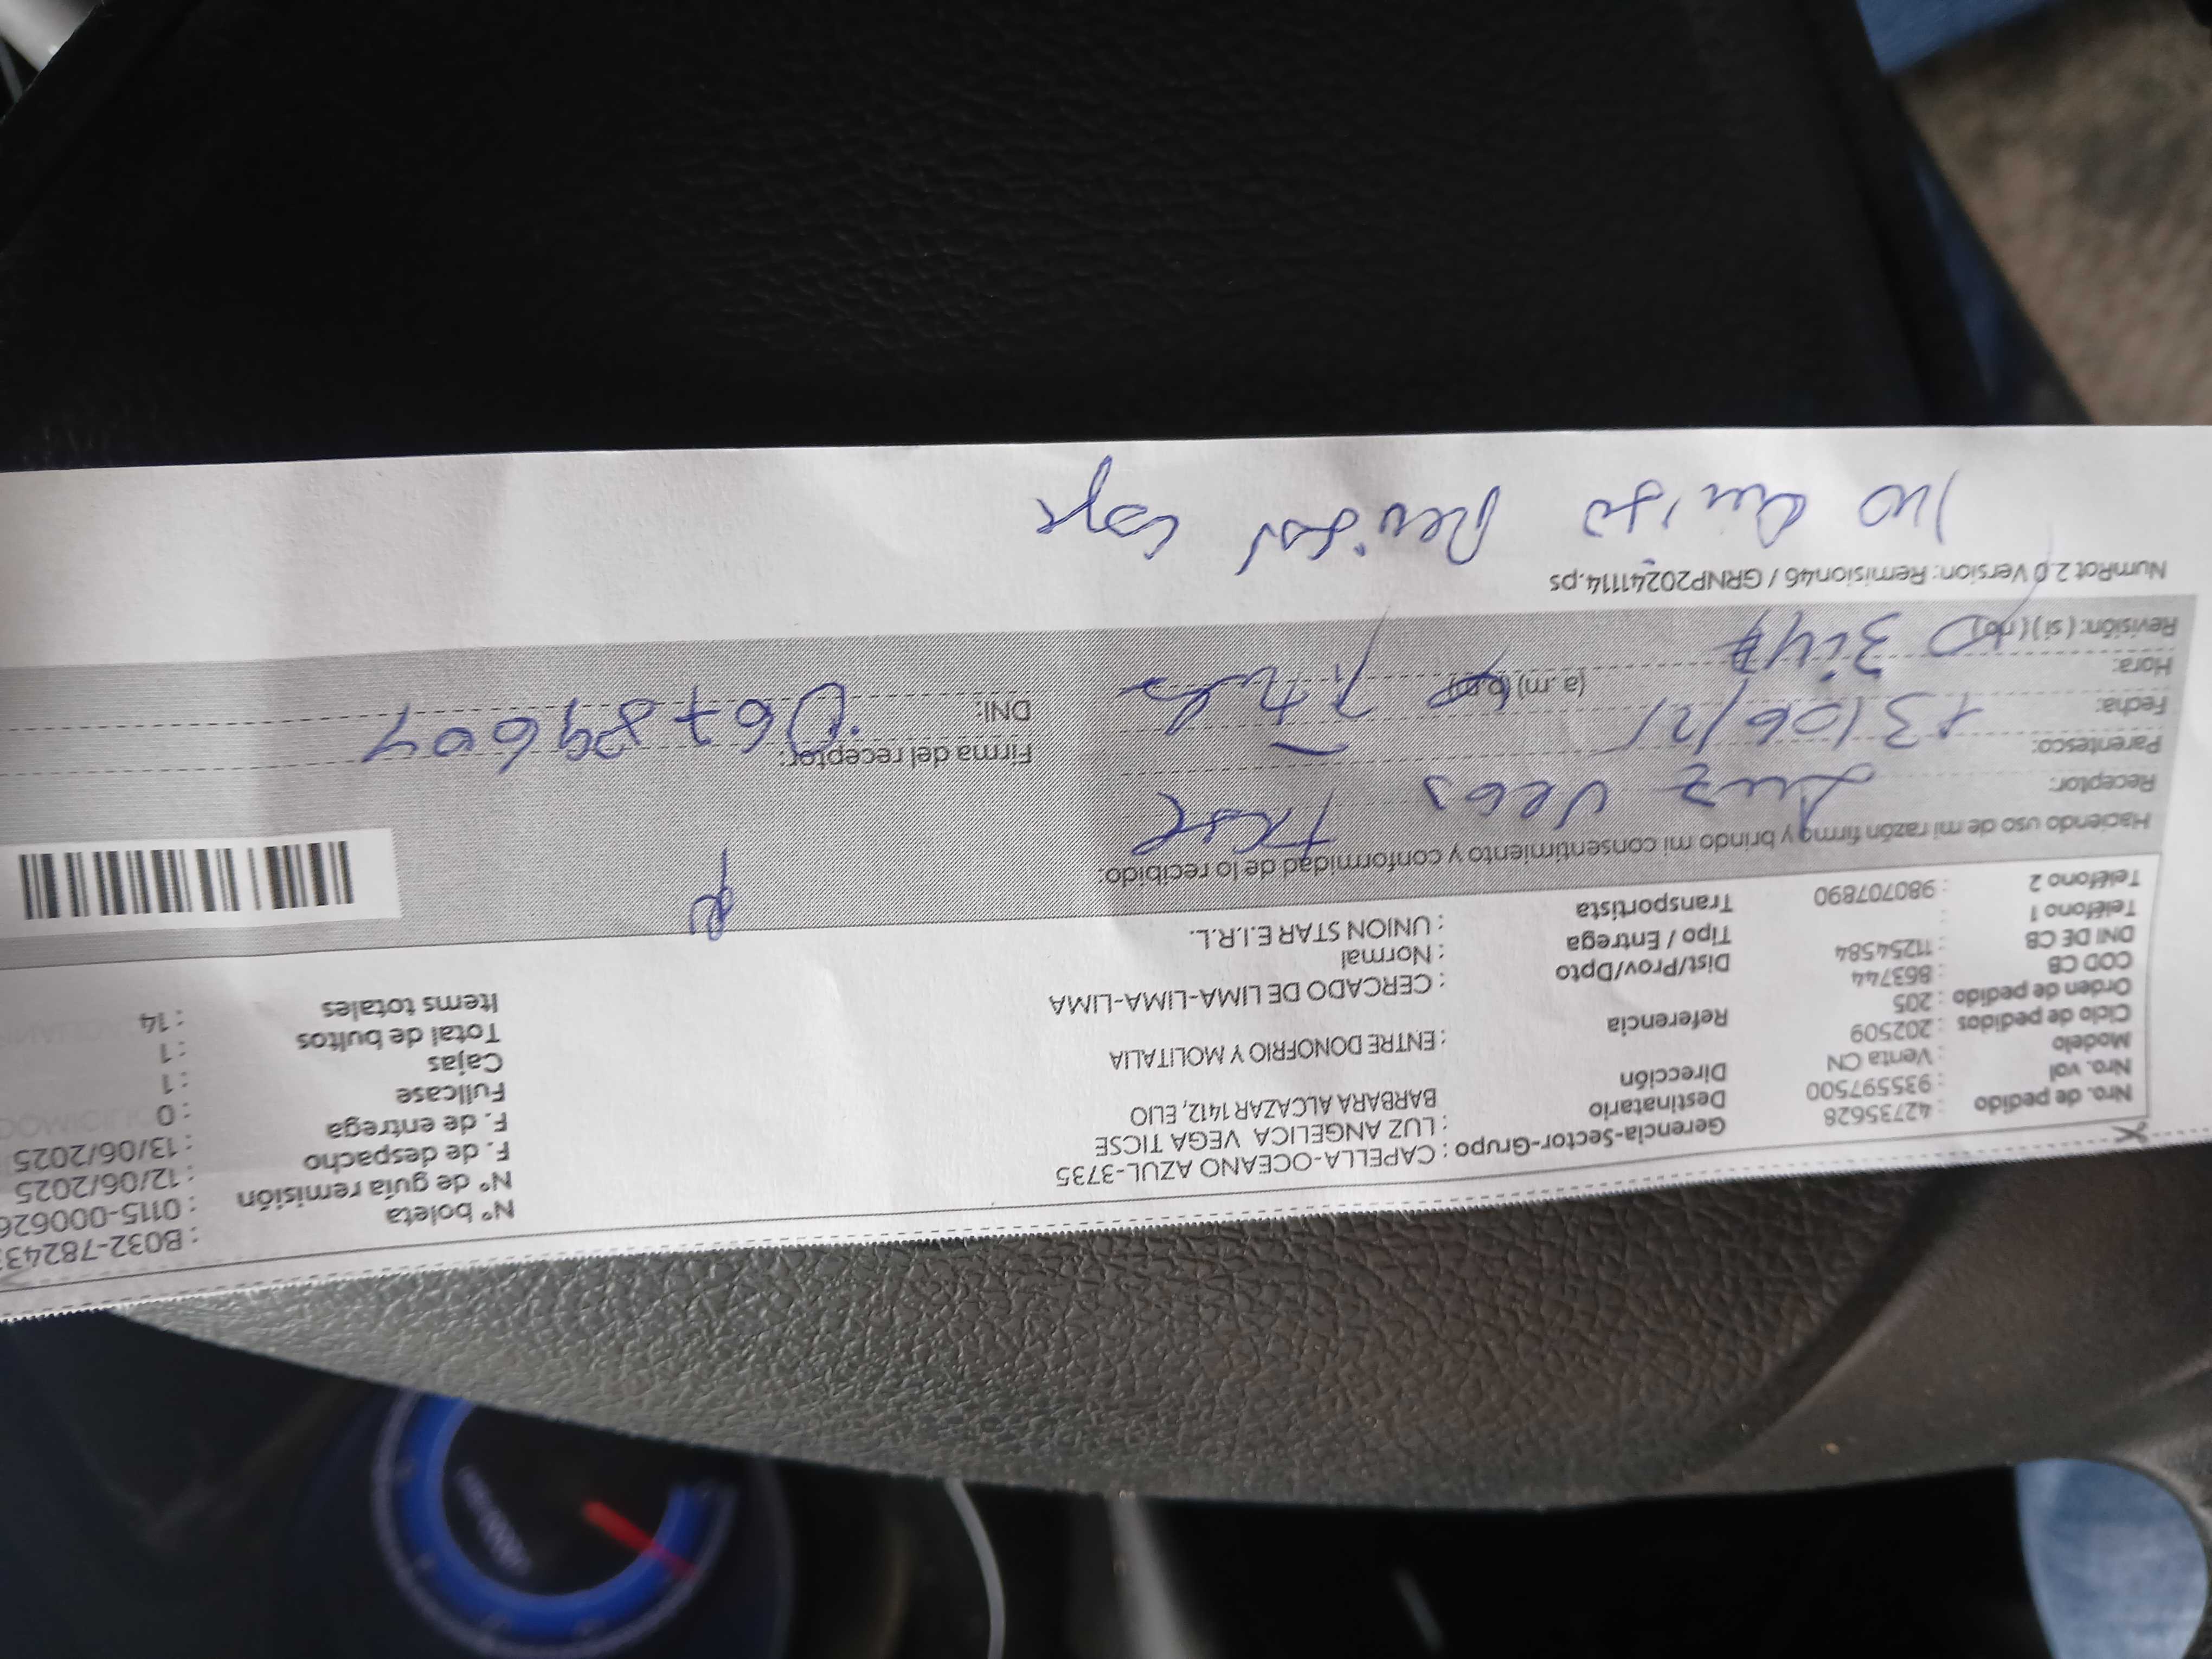 Nro. de pedido : 42735628
Nro. val : 935597500
Modelo : Venta CN
Ciclo de pedidos : 202509
Orden de pedido : 205
COD CB : 863744
DNI DE CB : 11254584
Teléfono 1 :
Teléfono 2 : 980707890
Gerencia-Sector-Grupo : CAPELLA-OCEANO AZUL-3735
Destinatario : LUZ ANGELICA VEGA TICSE
Dirección BARBARA ALCAZAR 1412, ELIO
Referencia : ENTRE DONOFRIO Y MOLITALIA
Dist/Prov/Dpto : CERCADO DE LIMA-LIMA-LIMA
Tipo / Entrega : Normal
Transportista : UNION STAR E.I.R.L.
N° boleta : B032-78243
N° de guía remisión : 0115-000626
F. de despacho : 12/06/2025
F. de entrega : 13/06/2025
Fullcase : 0
Cajas : 1
Total de bultos : 1
Items totales : 14
Haciendo uso de mi razón firmo y brindo mi consentimiento y conformidad de lo recibido:
Receptor: Luz Vega
Parentesco:
Fecha: 13/06/25
Hora: (a.m) (p.m)
Revisión: (si) (no)
Firma del receptor:
DNI:
NumRot 2.0 Version: Remision46 / GRNP20241114.ps
no quiso Revisar